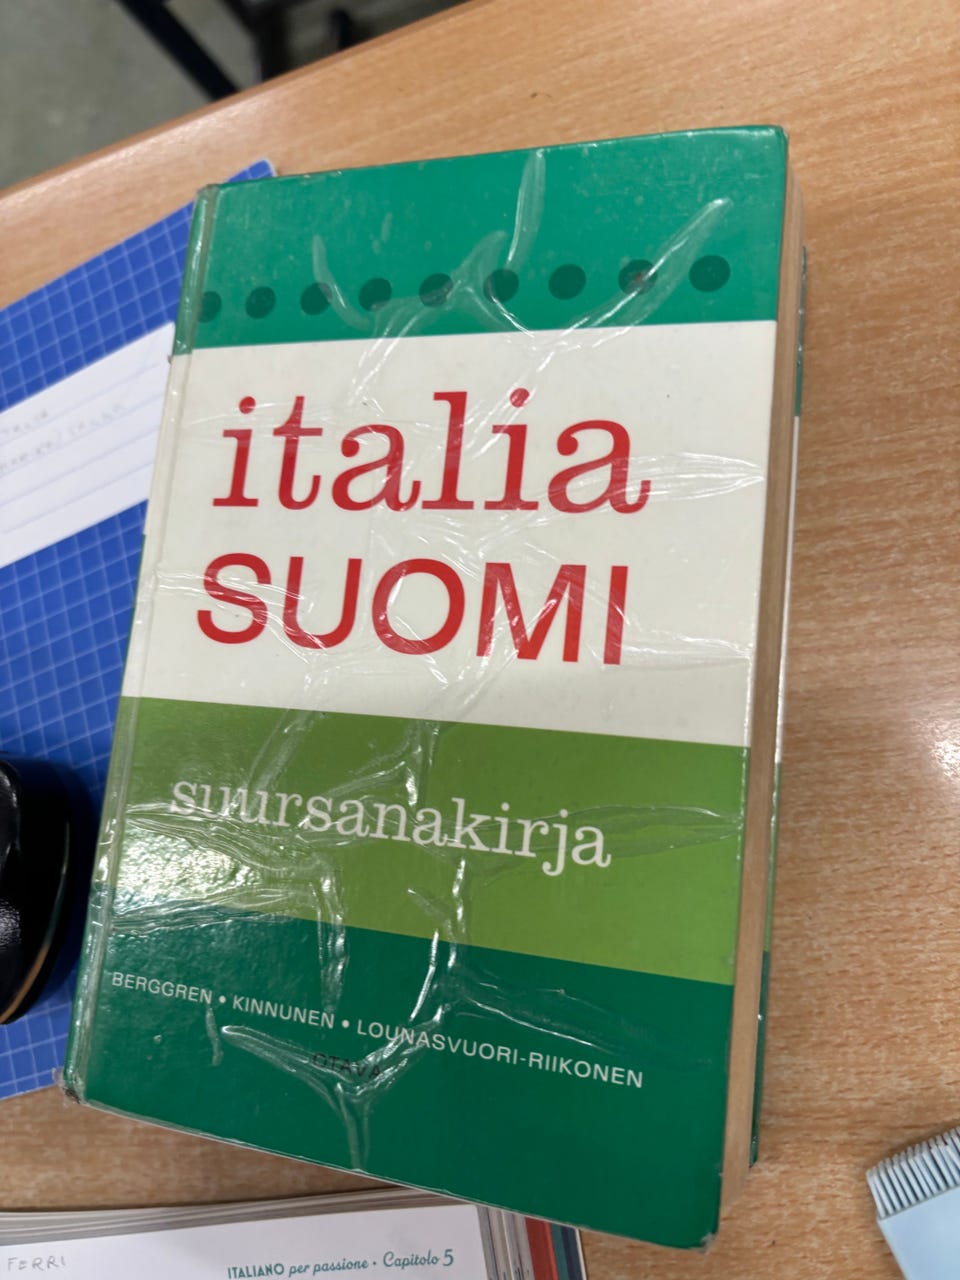 italia
SUOMI
suursanakirja
BERGGREN • KINNUNEN • LOUNASVUORI-RIIKONEN
OTAVA
FERRI
ITALIANO per passione • Capitolo 5